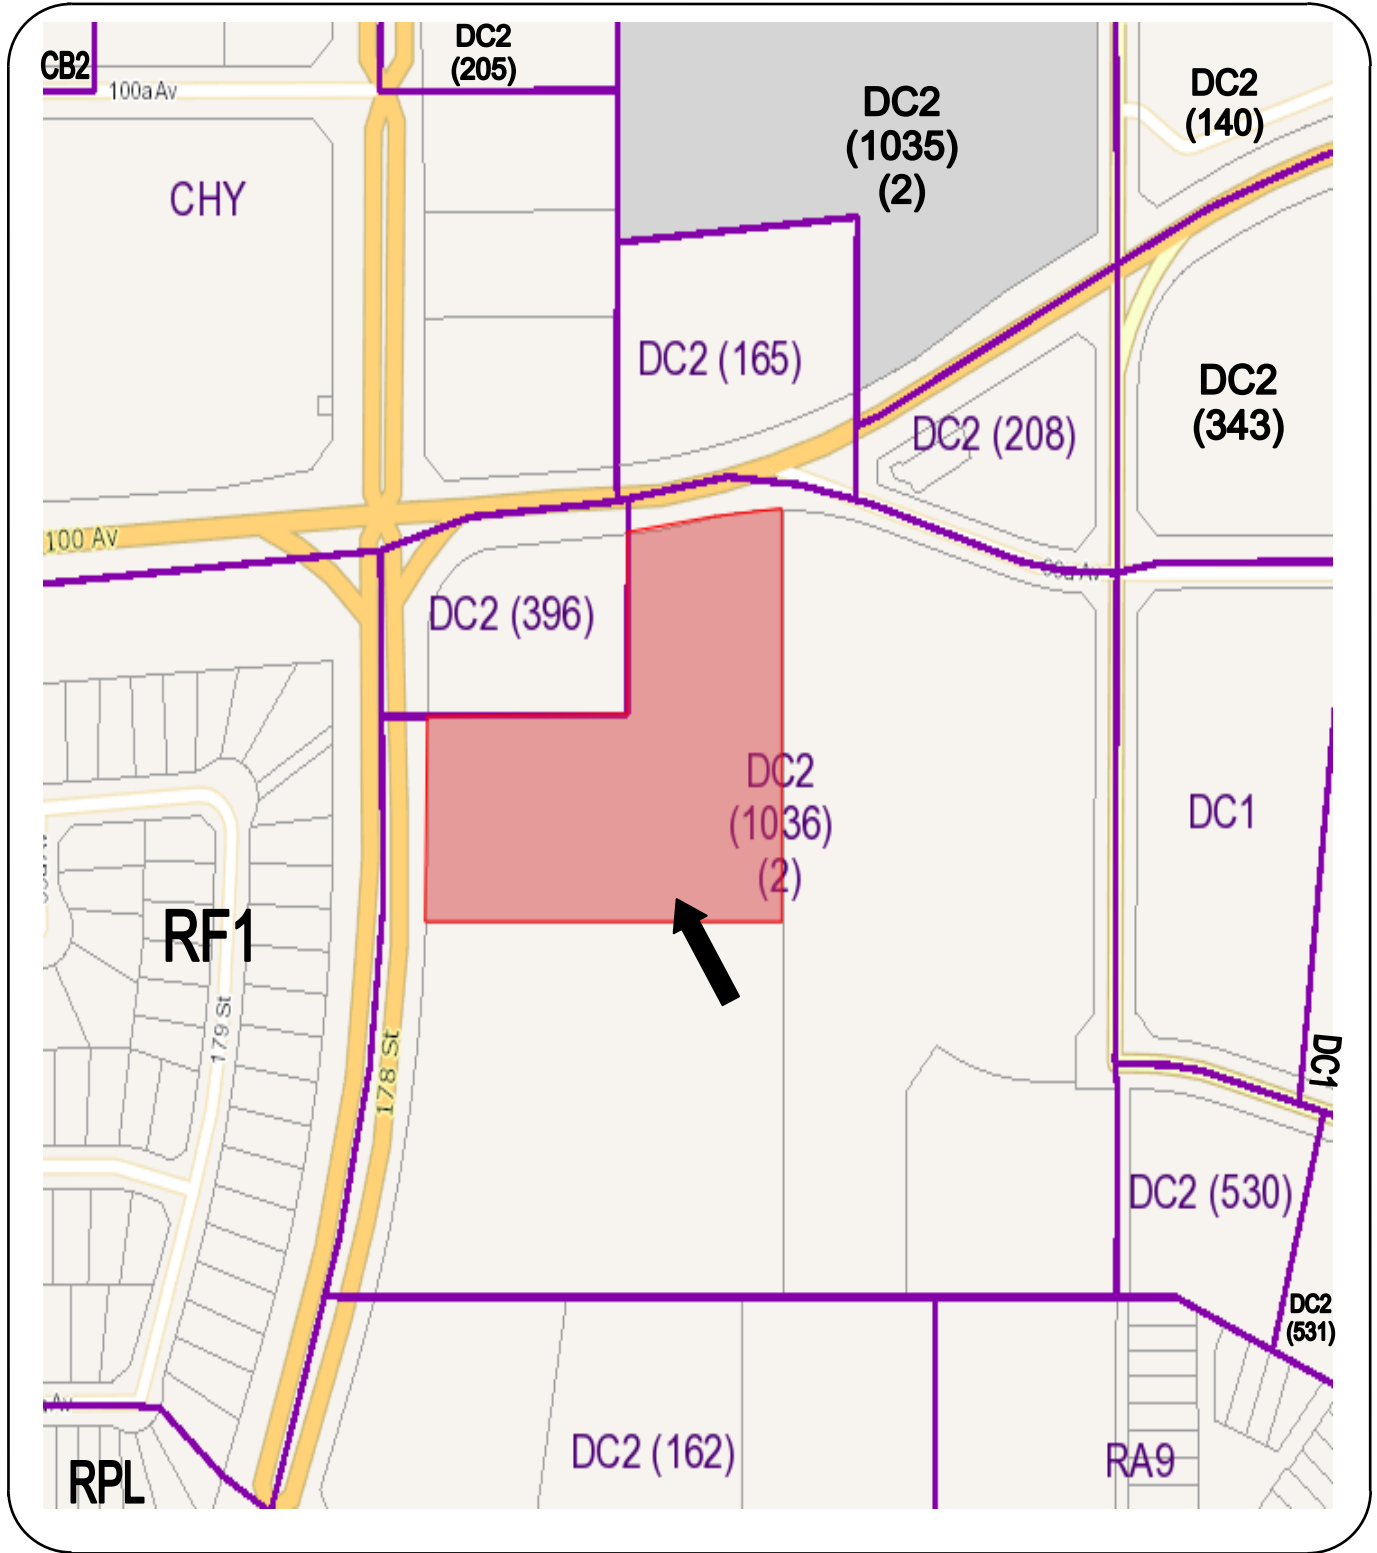 CB2
100a Av
DC2
(205)
DC2
(1035)
(2)
DC2
(140)
CHY
DC2 (165)
DC2
(343)
DC2 (208)
100 Av
DC2 (396)
DC2
(1036)
(2)
DC1
RF1
179 St
178 St
DC1
DC2 (530)
DC2
(531)
Av
DC2 (162)
RA9
RPL